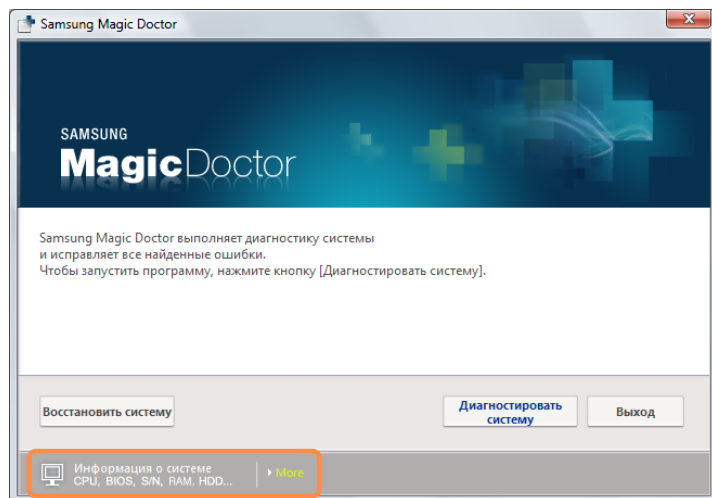 Samsung Magic Doctor
SAMSUNG
MagicDoctor
Samsung Magic Doctor выполняет диагностику системы
и исправляет все найденные ошибки.
Чтобы запустить программу, нажмите кнопку [Диагностировать систему].
Восстановить систему
Диагностировать
систему
Выход
Информация о системе
CPU, BIOS, S/N, RAM, HDD...
More